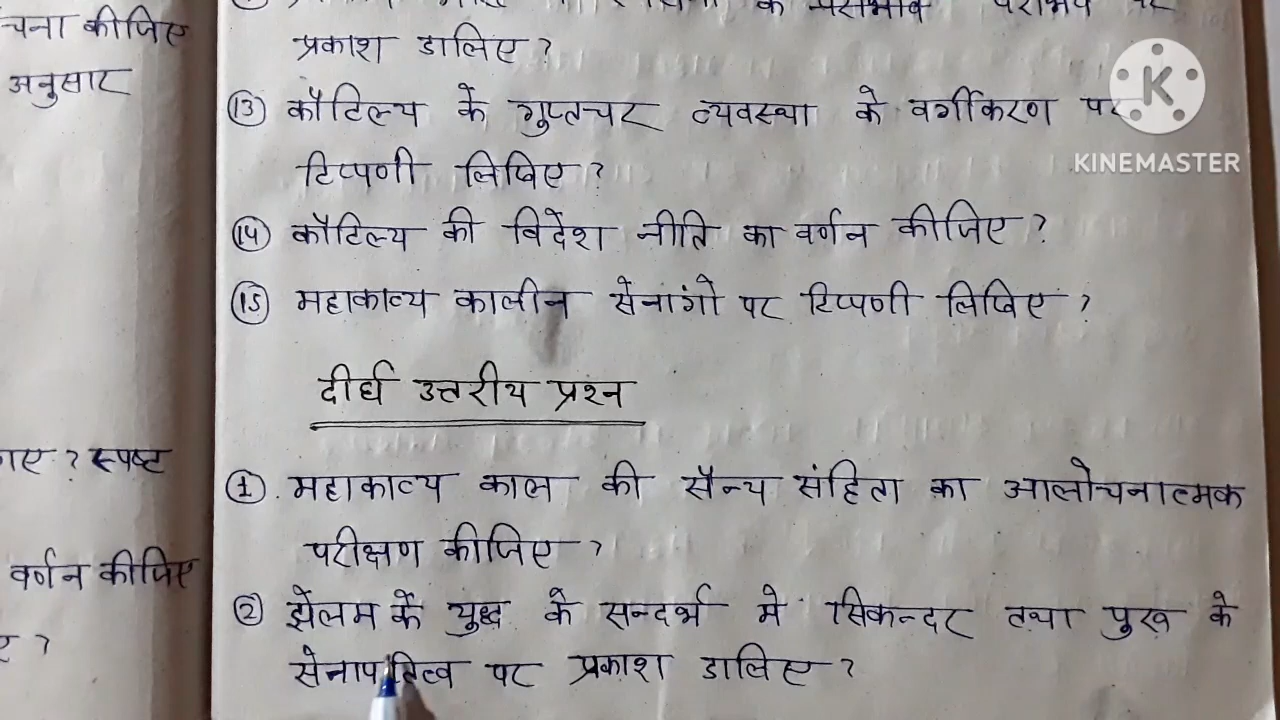 चना कीजिए
अनुसार
गए ? स्पष्ट
वर्णन कीजिए
?
प्रकाश डालिए ?
(13) कौटिल्य के गुप्तचर व्यवस्था के वर्गीकरण पर
टिप्पणी लिखिए ?
(14) कौटिल्य की विदेश नीति का वर्णन कीजिए ?
(15) महाकाव्य कालीन सेनांगो पर टिप्पणी लिखिए ?
दीर्घ उत्तरीय प्रश्न
(1) महाकाव्य काल की सैन्य संहिता का आलोचनात्मक
परीक्षण कीजिए ?
(2) झेलम के युद्ध के सन्दर्भ मे सिकन्दर तथा पुरू के
सेनापतित्व पर प्रकाश डालिए ?
K
KINEMASTER